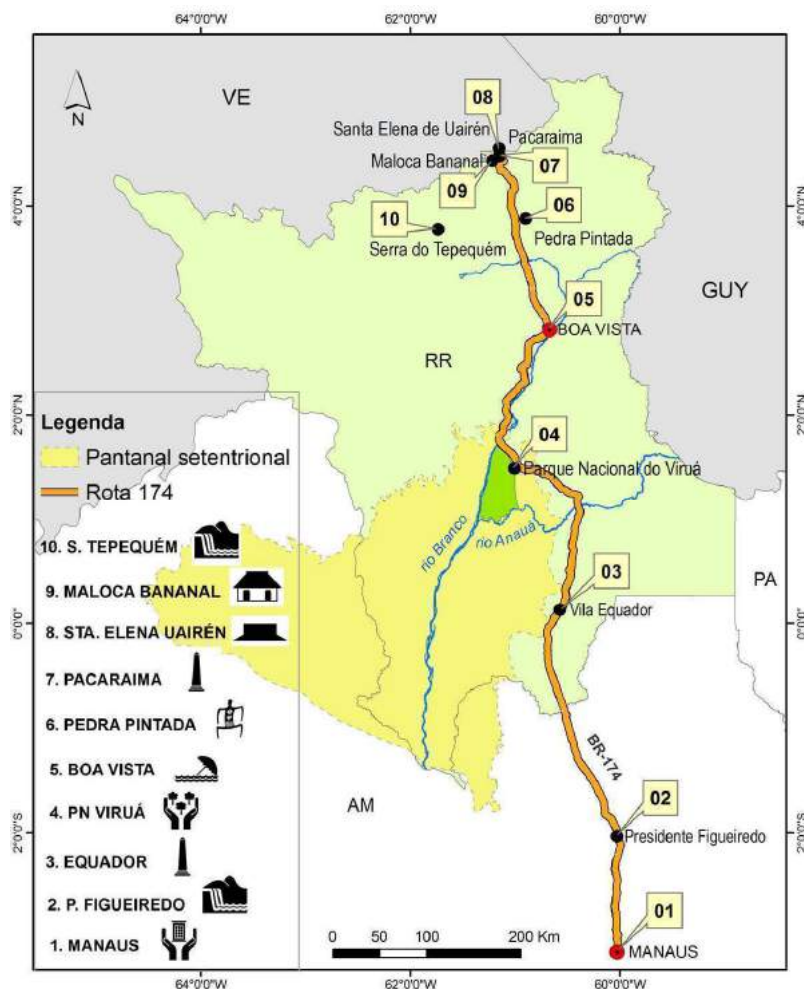 64°0'0"W
62°0'0"W
60°0'0"W
N
VE
08
Santa Elena de Uairén
Pacaraima
Maloca Bananal
07
09
4°0'0"N
4°0'0"N
10
06
Serra do Tepequém
Pedra Pintada
GUY
05
BOA VISTA
RR
2°0'0"N
2°0'0"N
Legenda
Pantanal setentrional
Rota 174
04
Parque Nacional do Viruá
rio Branco
rio Anauá
10. S. TEPEQUÉM
9. MALOCA BANANAL
8. STA. ELENA UAIRÉN
7. PACARAIMA
6. PEDRA PINTADA
5. BOA VISTA
4. PN VIRUÁ
3. EQUADOR
2. P. FIGUEIREDO
1. MANAUS
03
Vila Equador
PA
0°0'0"
0°0'0"
BR-174
AM
02
Presidente Figueiredo
2°0'0"S
2°0'0"S
01
MANAUS
0 50 100 200 Km
64°0'0"W
62°0'0"W
60°0'0"W